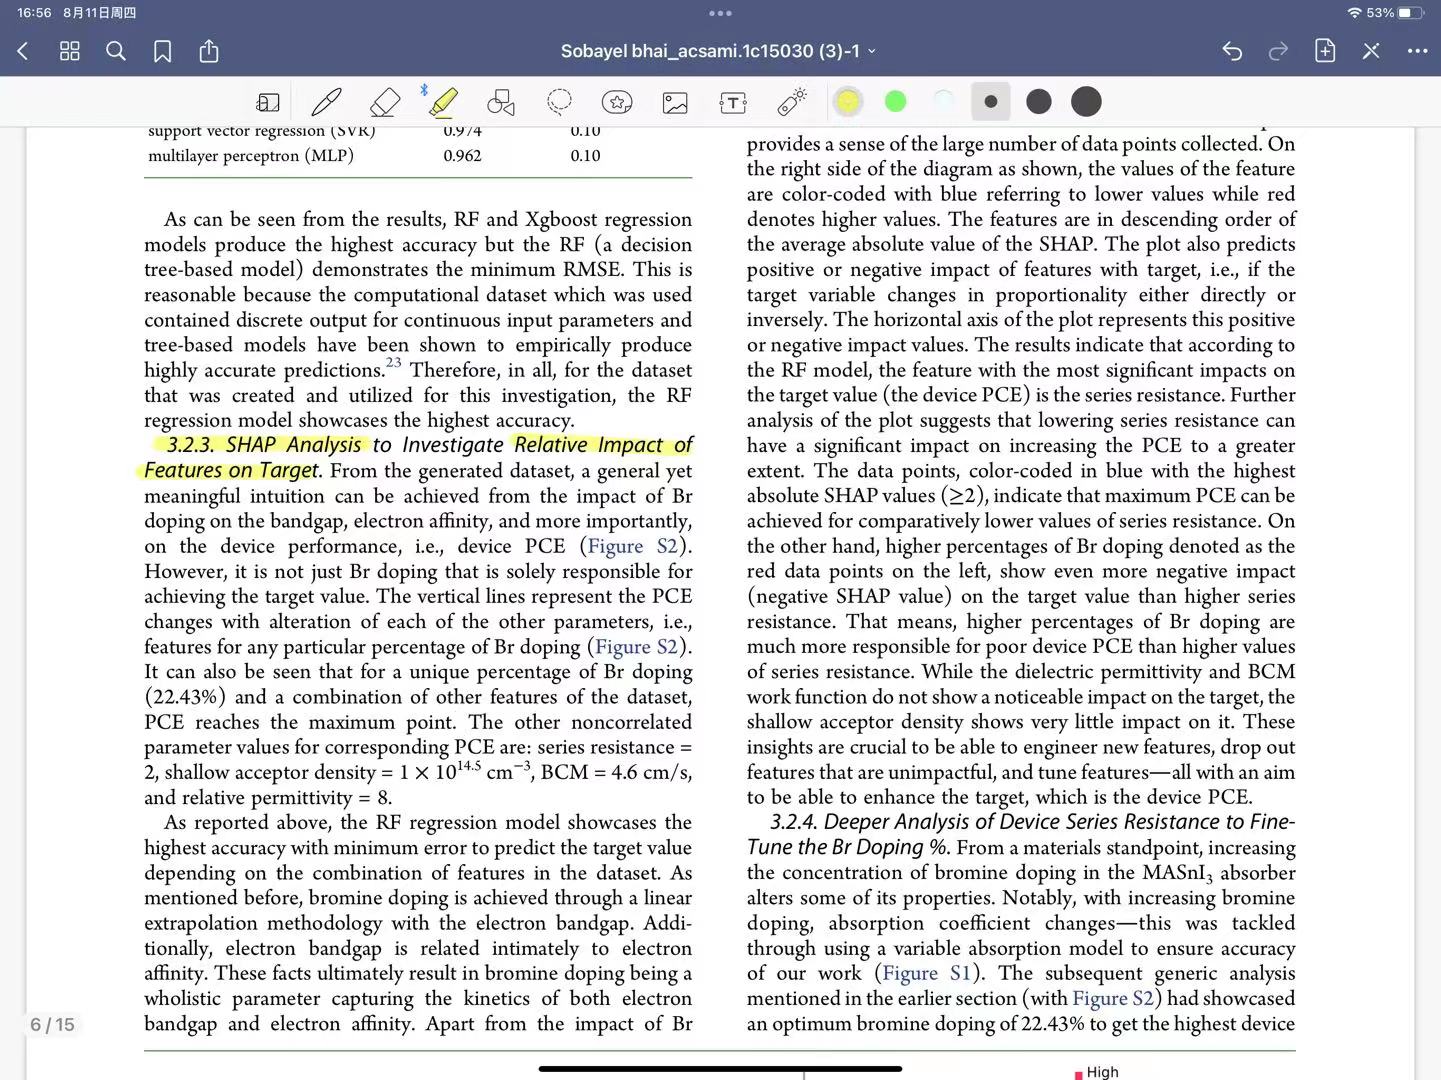 16:56 8月11日周四
53%
Sobayel bhai_acsami.1c15030 (3)-1
support vector regression (SVR) 0.974 0.10
multilayer perceptron (MLP) 0.962 0.10
As can be seen from the results, RF and Xgboost regression
models produce the highest accuracy but the RF (a decision
tree-based model) demonstrates the minimum RMSE. This is
reasonable because the computational dataset which was used
contained discrete output for continuous input parameters and
tree-based models have been shown to empirically produce
highly accurate predictions.23 Therefore, in all, for the dataset
that was created and utilized for this investigation, the RF
regression model showcases the highest accuracy.
3.2.3. SHAP Analysis to Investigate Relative Impact of
Features on Target. From the generated dataset, a general yet
meaningful intuition can be achieved from the impact of Br
doping on the bandgap, electron affinity, and more importantly,
on the device performance, i.e., device PCE (Figure S2).
However, it is not just Br doping that is solely responsible for
achieving the target value. The vertical lines represent the PCE
changes with alteration of each of the other parameters, i.e.,
features for any particular percentage of Br doping (Figure S2).
It can also be seen that for a unique percentage of Br doping
(22.43%) and a combination of other features of the dataset,
PCE reaches the maximum point. The other noncorrelated
parameter values for corresponding PCE are: series resistance =
2, shallow acceptor density = 1 × 10^14.5 cm^−3, BCM = 4.6 cm/s,
and relative permittivity = 8.
As reported above, the RF regression model showcases the
highest accuracy with minimum error to predict the target value
depending on the combination of features in the dataset. As
mentioned before, bromine doping is achieved through a linear
extrapolation methodology with the electron bandgap. Addi-
tionally, electron bandgap is related intimately to electron
affinity. These facts ultimately result in bromine doping being a
wholistic parameter capturing the kinetics of both electron
bandgap and electron affinity. Apart from the impact of Br
provides a sense of the large number of data points collected. On
the right side of the diagram as shown, the values of the feature
are color-coded with blue referring to lower values while red
denotes higher values. The features are in descending order of
the average absolute value of the SHAP. The plot also predicts
positive or negative impact of features with target, i.e., if the
target variable changes in proportionality either directly or
inversely. The horizontal axis of the plot represents this positive
or negative impact values. The results indicate that according to
the RF model, the feature with the most significant impacts on
the target value (the device PCE) is the series resistance. Further
analysis of the plot suggests that lowering series resistance can
have a significant impact on increasing the PCE to a greater
extent. The data points, color-coded in blue with the highest
absolute SHAP values (≥2), indicate that maximum PCE can be
achieved for comparatively lower values of series resistance. On
the other hand, higher percentages of Br doping denoted as the
red data points on the left, show even more negative impact
(negative SHAP value) on the target value than higher series
resistance. That means, higher percentages of Br doping are
much more responsible for poor device PCE than higher values
of series resistance. While the dielectric permittivity and BCM
work function do not show a noticeable impact on the target, the
shallow acceptor density shows very little impact on it. These
insights are crucial to be able to engineer new features, drop out
features that are unimpactful, and tune features—all with an aim
to be able to enhance the target, which is the device PCE.
3.2.4. Deeper Analysis of Device Series Resistance to Fine-
Tune the Br Doping %. From a materials standpoint, increasing
the concentration of bromine doping in the MASnI3 absorber
alters some of its properties. Notably, with increasing bromine
doping, absorption coefficient changes—this was tackled
through using a variable absorption model to ensure accuracy
of our work (Figure S1). The subsequent generic analysis
mentioned in the earlier section (with Figure S2) had showcased
an optimum bromine doping of 22.43% to get the highest device
6 / 15
High